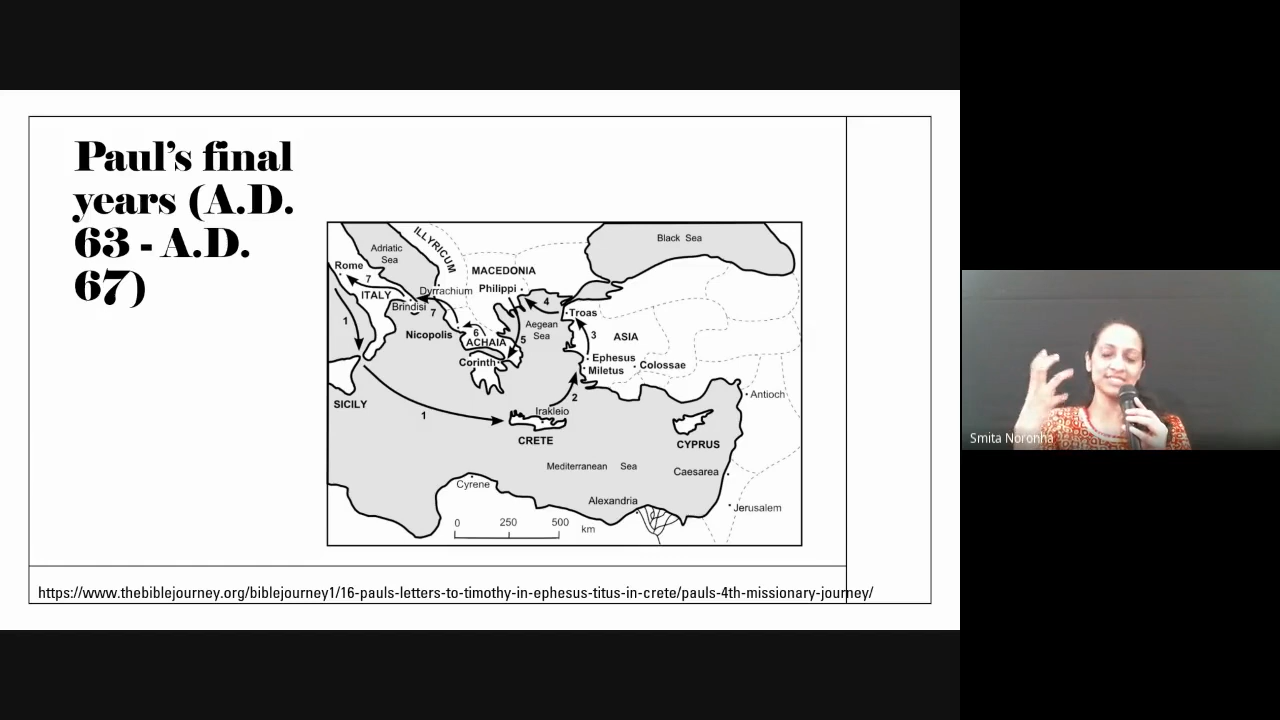 Paul's final
years (A.D.
63 - A.D.
67)
Black Sea
Adriatic
Sea
ILLYRICUM
Rome
7
MACEDONIA
Philippi
ITALY
Dyrrachium
Brindisi
7
4
Troas
1
Nicopolis
6
ACHAIA
5
Aegean
Sea
3
ASIA
Corinth
Ephesus
Miletus
Colossae
SICILY
2
Antioch
1
Irakleio
CRETE
CYPRUS
Mediterranean Sea
Caesarea
Cyrene
Alexandria
Jerusalem
0 250 500
km
https://www.thebiblejourney.org/biblejourney1/16-pauls-letters-to-timothy-in-ephesus-titus-in-crete/pauls-4th-missionary-journey/
Smita Noronha